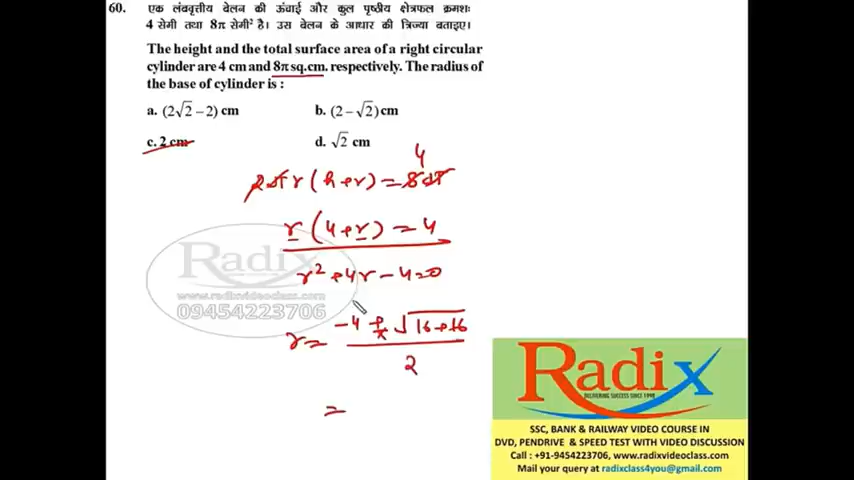 60. एक लंबवृत्तीय बेलन की ऊंचाई और कुल पृष्ठीय क्षेत्रफल क्रमशः
4 सेमी तथा 8π सेमी² है। उस बेलन के आधार की त्रिज्या बताइए।
The height and the total surface area of a right circular
cylinder are 4 cm and 8π sq.cm. respectively. The radius of
the base of cylinder is :
a. (2√2 – 2) cm b. (2 – √2) cm
c. 2 cm d. √2 cm
4
2πr (h+r) = 8π
r (4+r) = 4
r² + 4r – 4 = 0
r = –4 ± √16+16
2
=
Radix
www.radixvideoclass.com
09454223706
Radix
DELIVERING SUCCESS SINCE 1998
SSC, BANK & RAILWAY VIDEO COURSE IN
DVD, PENDRIVE & SPEED TEST WITH VIDEO DISCUSSION
Call : +91-9454223706, www.radixvideoclass.com
Mail your query at radixclass4you@gmail.com